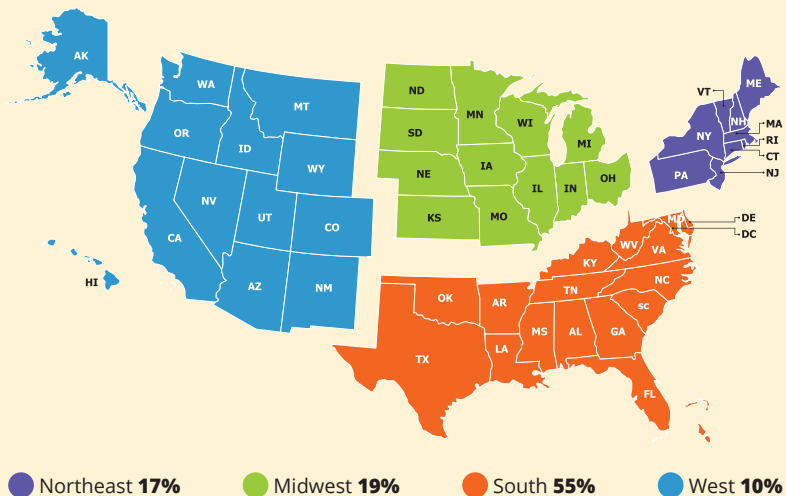 AK
WA
MT
OR
ID
WY
NV
UT
CO
CA
AZ
NM
HI
ND
MN
SD
WI
MI
NE
IA
IL
IN
OH
KS
MO
ME
VT
NH
NY
MA
RI
CT
PA
NJ
DE
MD
DC
WV
VA
KY
NC
TN
SC
OK
AR
MS
AL
GA
LA
TX
FL
Northeast 17% Midwest 19% South 55% West 10%